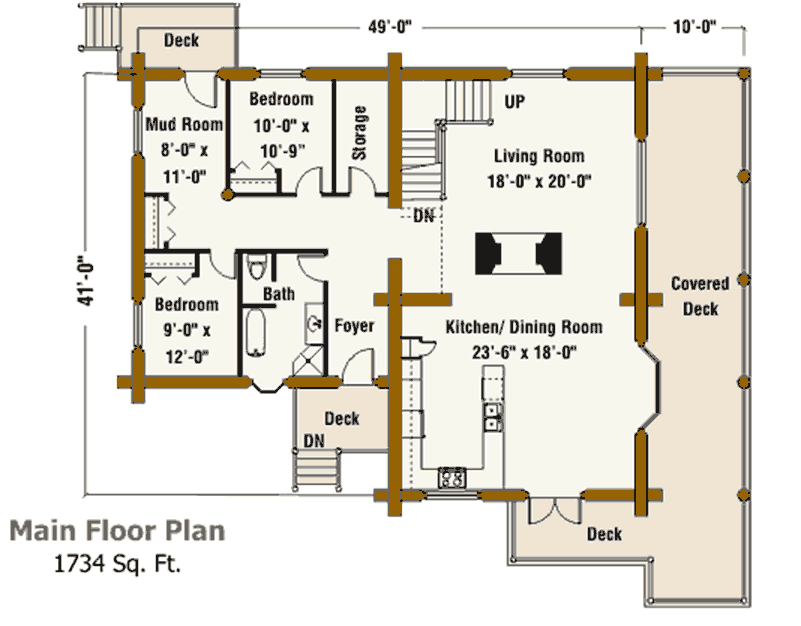 49'-0"
10'-0"
Deck
Bedroom
10'-0" x
10'-9"
Storage
UP
Mud Room
8'-0" x
11'-0"
Living Room
18'-0" x 20'-0"
DN
41'-0"
Covered
Deck
Bath
Bedroom
9'-0" x
12'-0"
Foyer
Kitchen/ Dining Room
23'-6" x 18'-0"
Deck
DN
Deck
Main Floor Plan
1734 Sq. Ft.